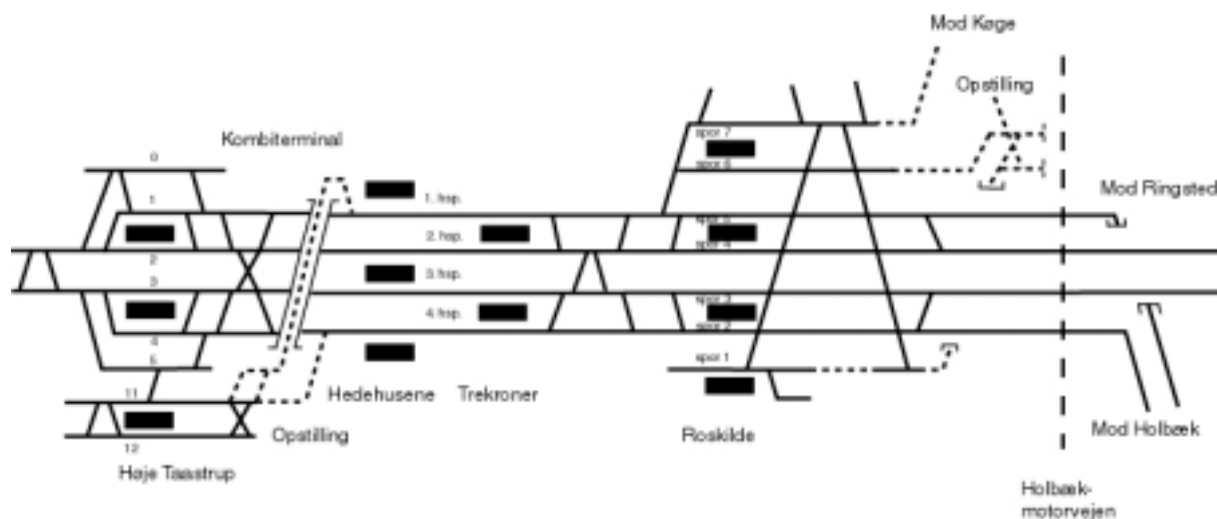 Mod Køge
Opstilling
Kombiterminal
spor 7
0
spor 6
Mod Ringsted
1
1. hsp.
spor 5
2. hsp.
spor 4
2
3. hsp.
3
spor 3
4. hsp.
spor 2
4
5
spor 1
11
Hedehusene
Trekroner
Mod Holbæk
Opstilling
Roskilde
12
Høje Taastrup
Holbæk-
motorvejen